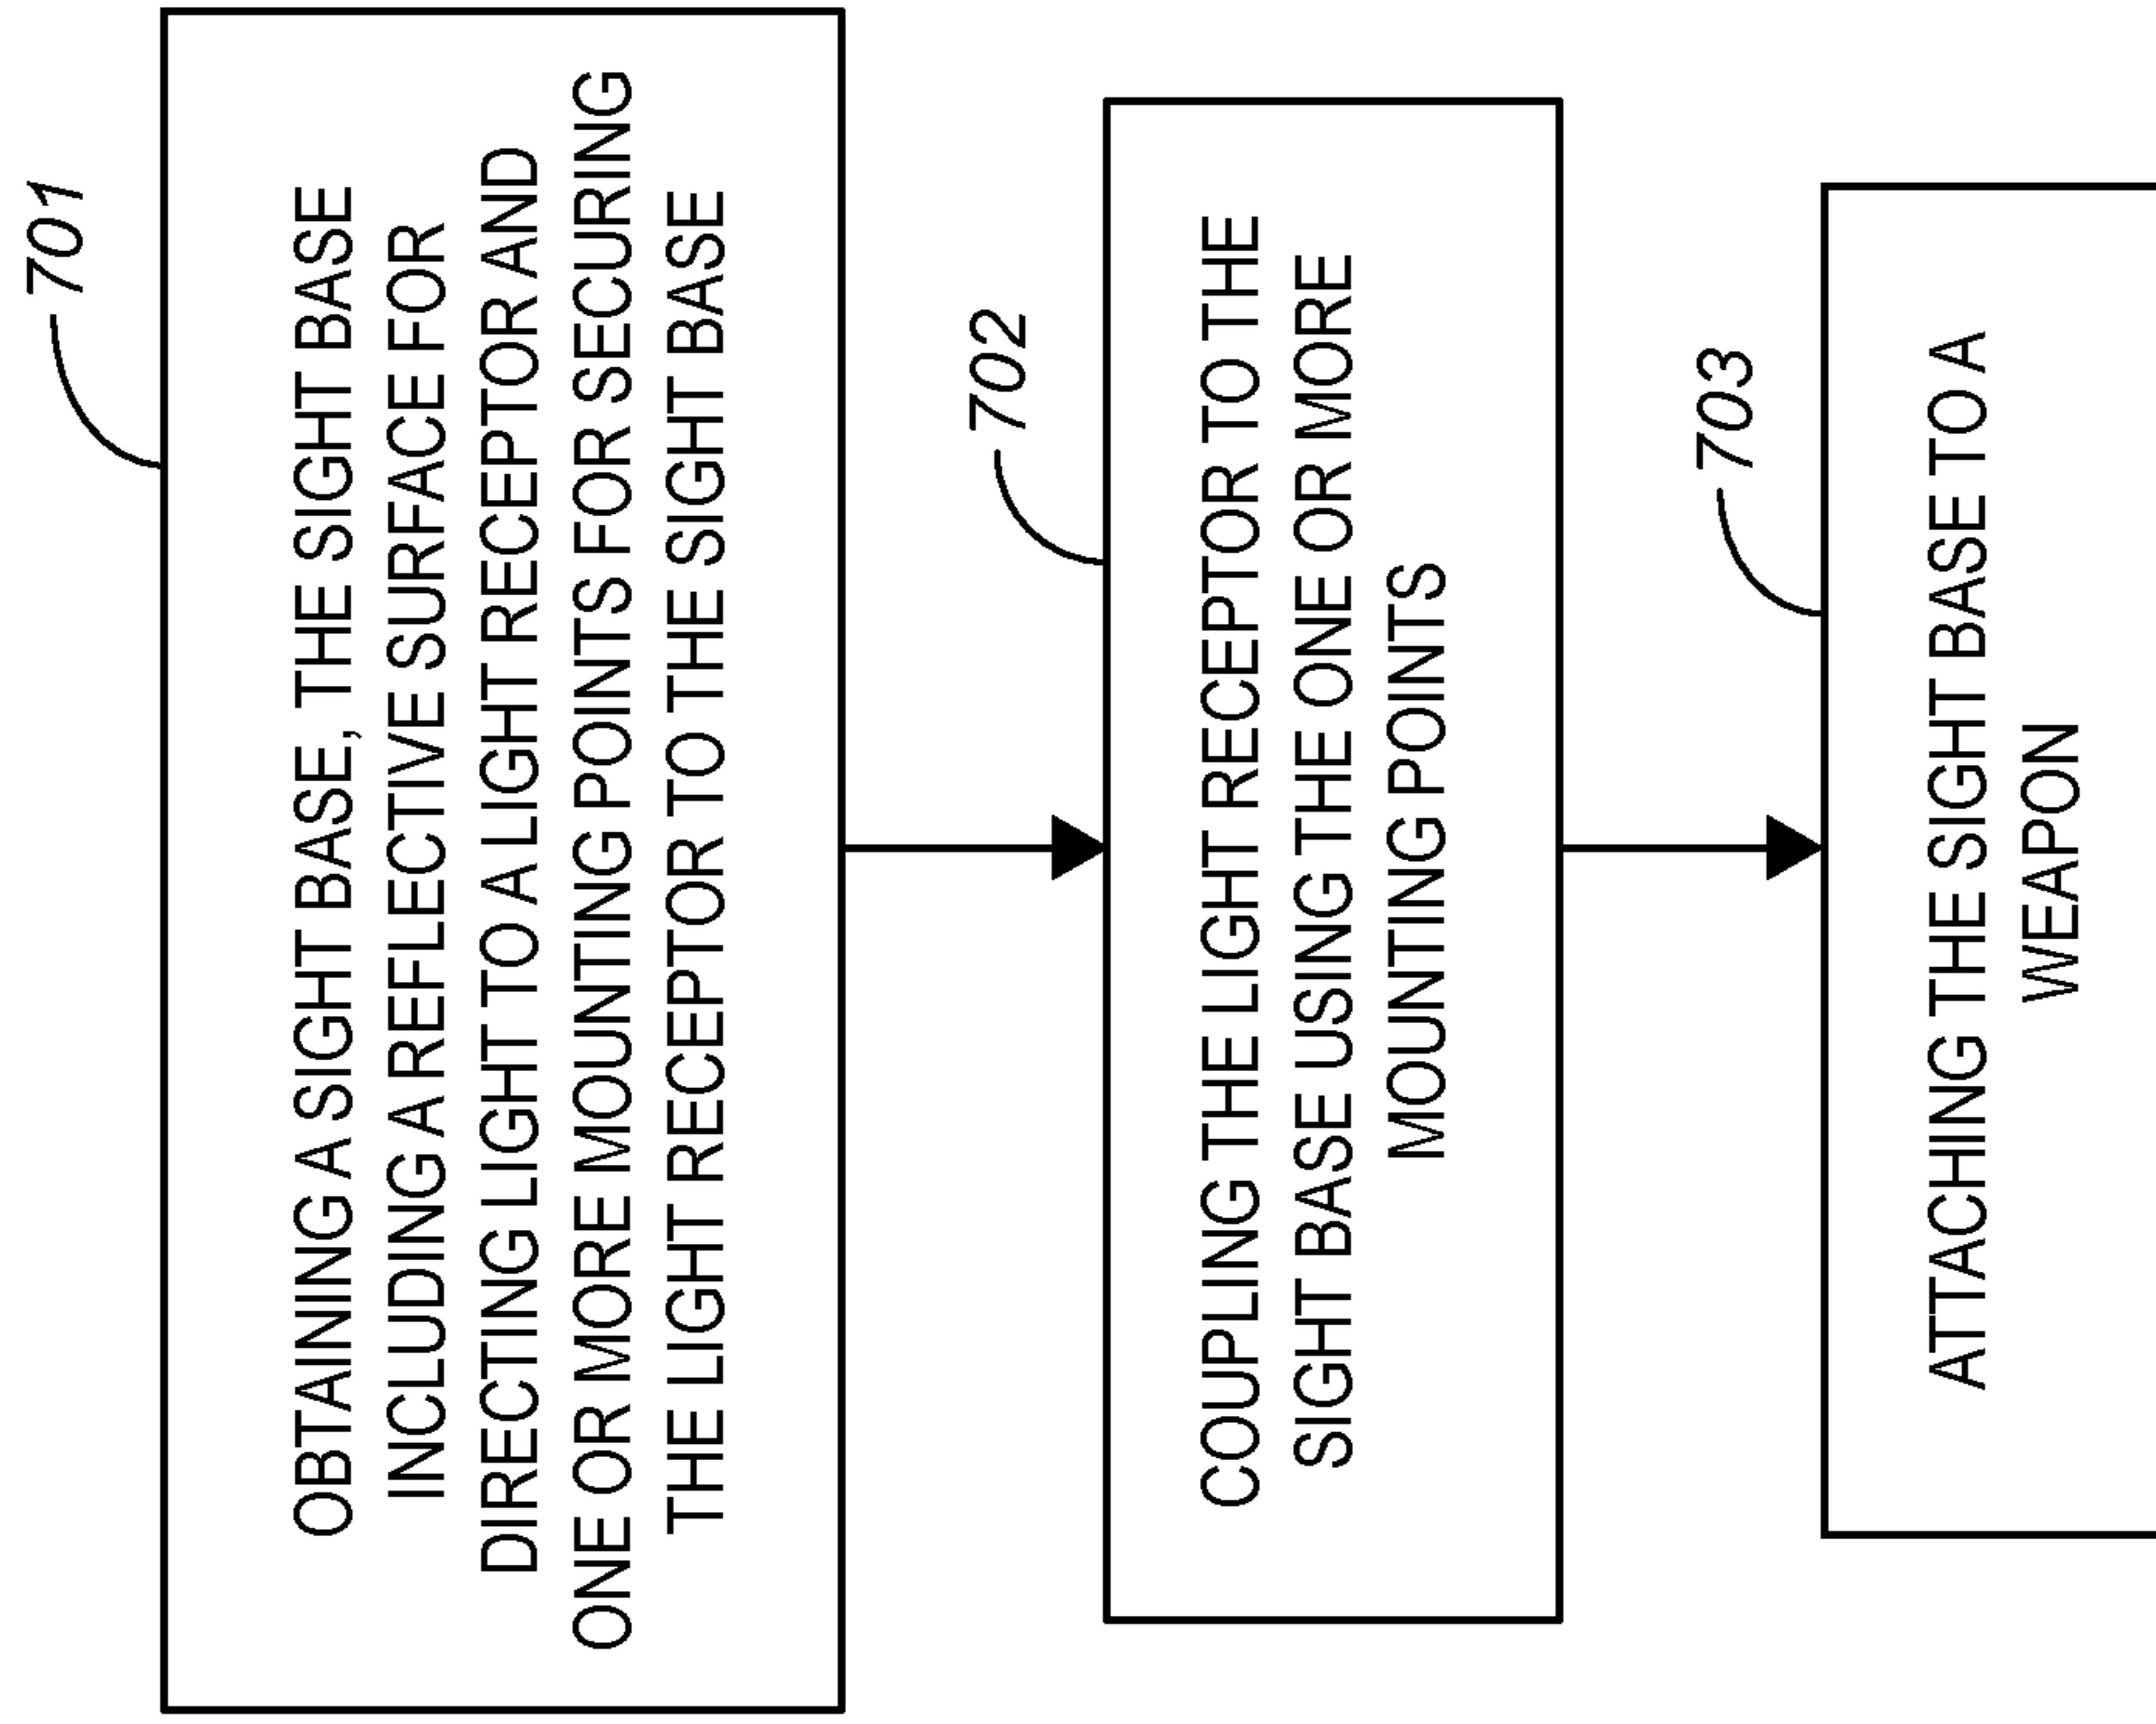 701
OBTAINING A SIGHT BASE, THE SIGHT BASE
INCLUDING A REFLECTIVE SURFACE FOR
DIRECTING LIGHT TO A LIGHT RECEPTOR AND
ONE OR MORE MOUNTING POINTS FOR SECURING
THE LIGHT RECEPTOR TO THE SIGHT BASE
702
COUPLING THE LIGHT RECEPTOR TO THE
SIGHT BASE USING THE ONE OR MORE
MOUNTING POINTS
703
ATTACHING THE SIGHT BASE TO A
WEAPON